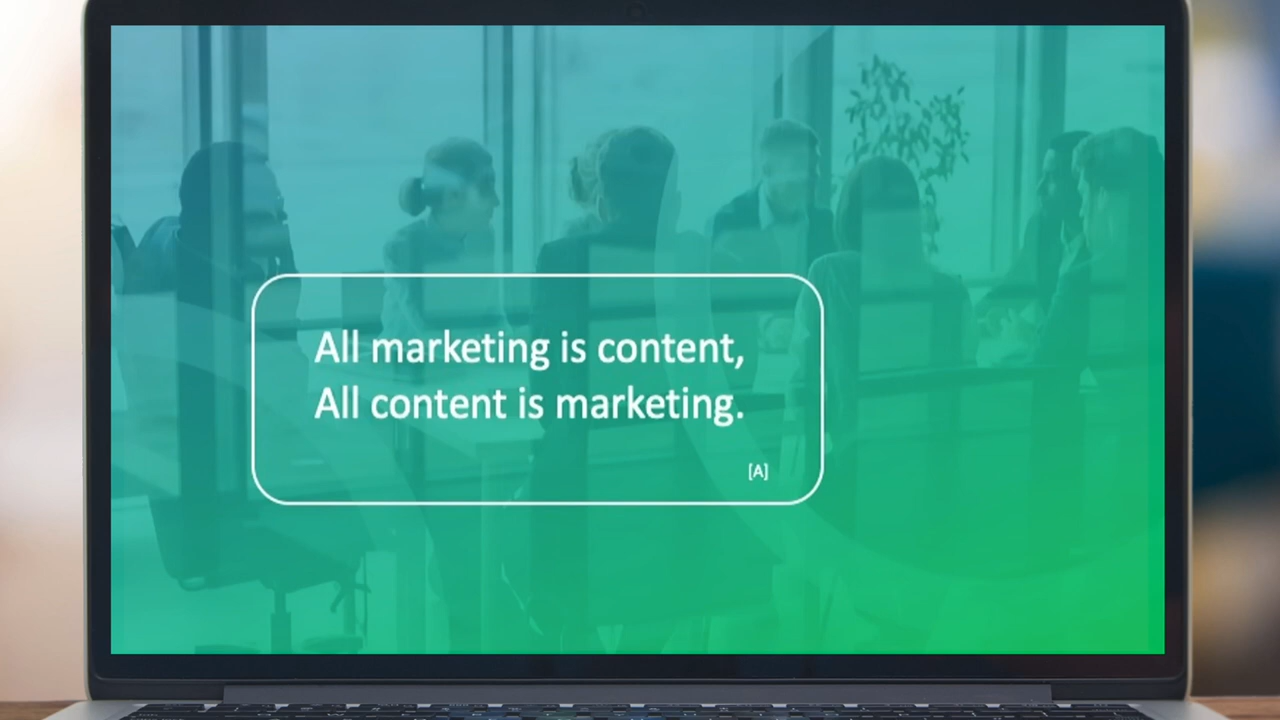 All marketing is content,
All content is marketing.
[A]